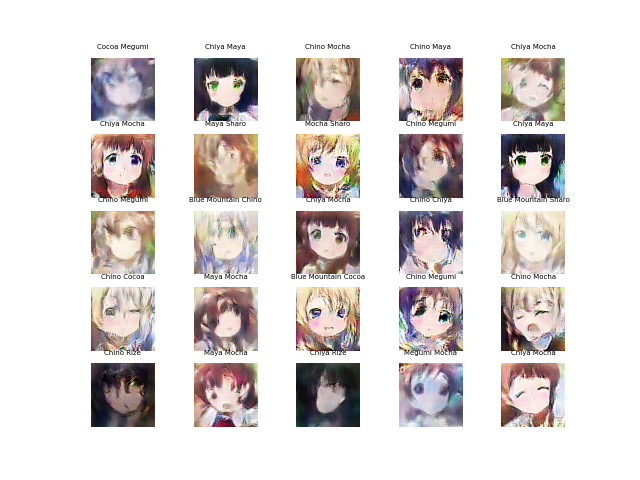 Cocoa Megumi
Chiya Maya
Chino Mocha
Chino Maya
Chiya Mocha
Chiya Mocha
Maya Sharo
Mocha Sharo
Chino Megumi
Chiya Maya
Chino Megumi
Blue Mountain Chino
Chiya Mocha
Chino Chiya
Blue Mountain Sharo
Chino Cocoa
Maya Mocha
Blue Mountain Cocoa
Chino Megumi
Chino Mocha
Chino Rize
Maya Mocha
Chiya Rize
Megumi Mocha
Chiya Mocha